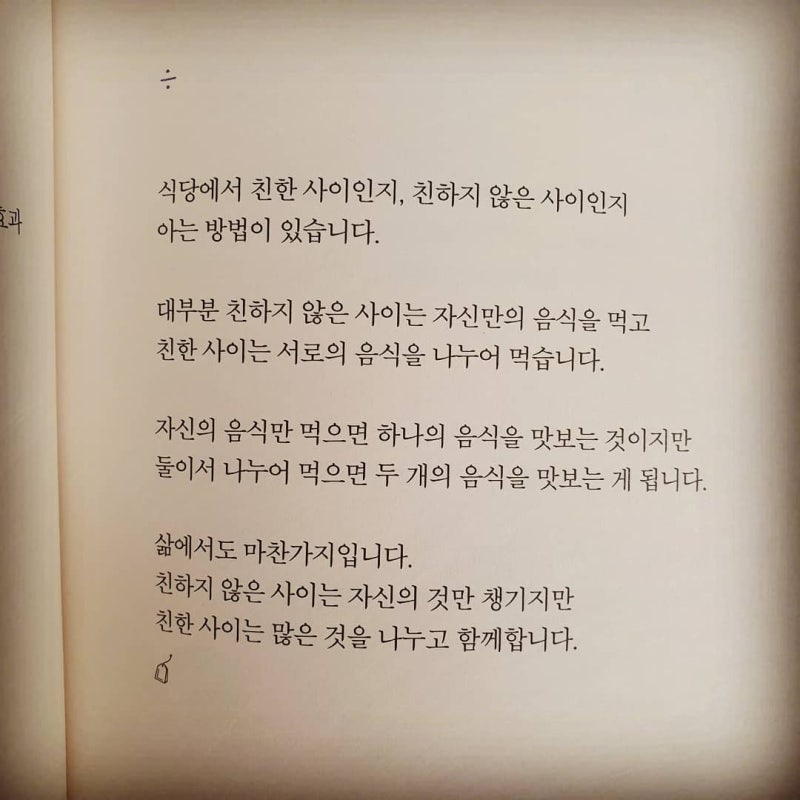 ÷
식당에서 친한 사이인지, 친하지 않은 사이인지
아는 방법이 있습니다.
대부분 친하지 않은 사이는 자신만의 음식을 먹고
친한 사이는 서로의 음식을 나누어 먹습니다.
자신의 음식만 먹으면 하나의 음식을 맛보는 것이지만
둘이서 나누어 먹으면 두 개의 음식을 맛보는 게 됩니다.
삶에서도 마찬가지입니다.
친하지 않은 사이는 자신의 것만 챙기지만
친한 사이는 많은 것을 나누고 함께합니다.